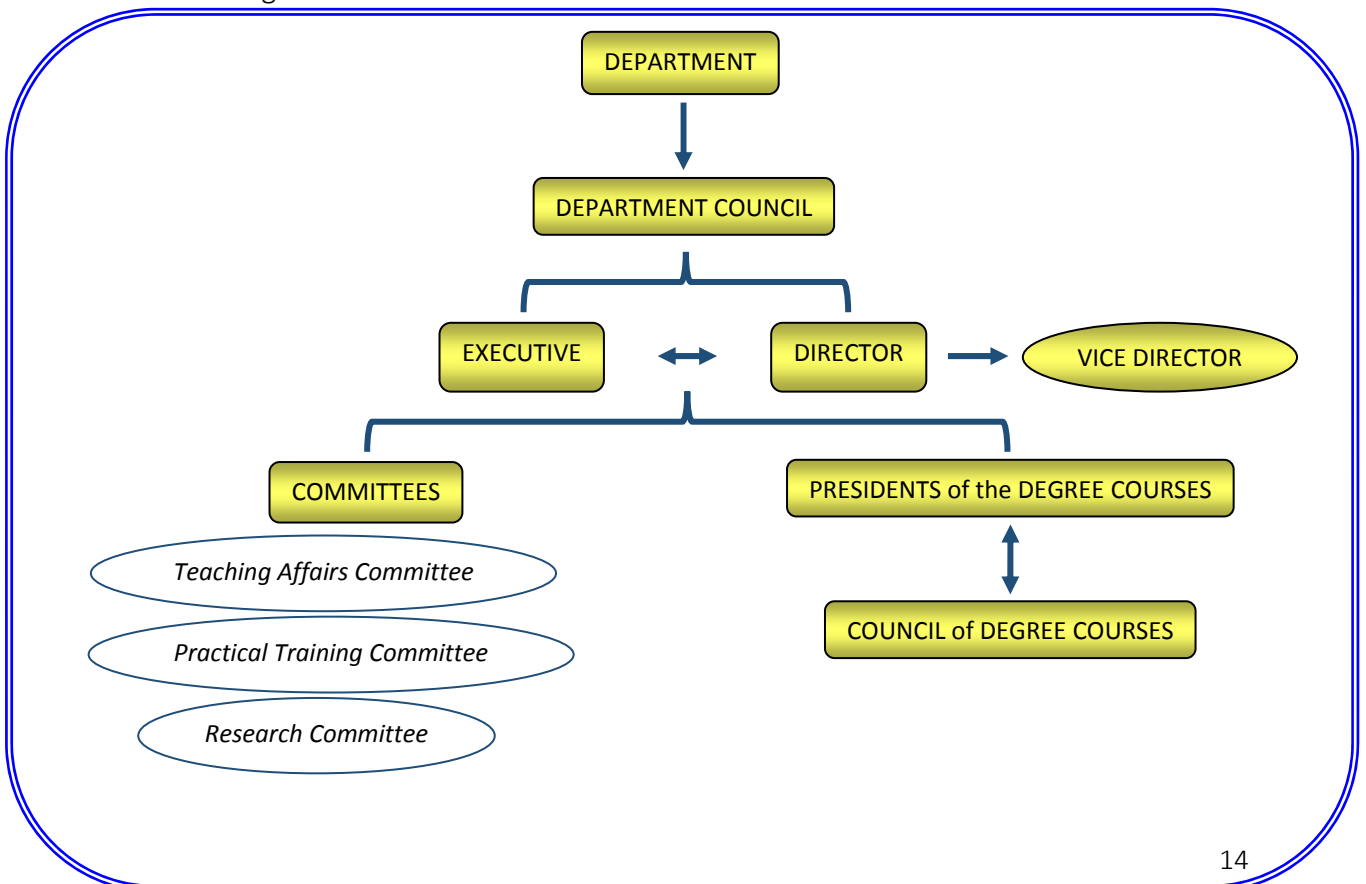 DEPARTMENT
DEPARTMENT COUNCIL
EXECUTIVE
DIRECTOR
VICE DIRECTOR
COMMITTEES
PRESIDENTS of the DEGREE COURSES
Teaching Affairs Committee
COUNCIL of DEGREE COURSES
Practical Training Committee
Research Committee
14